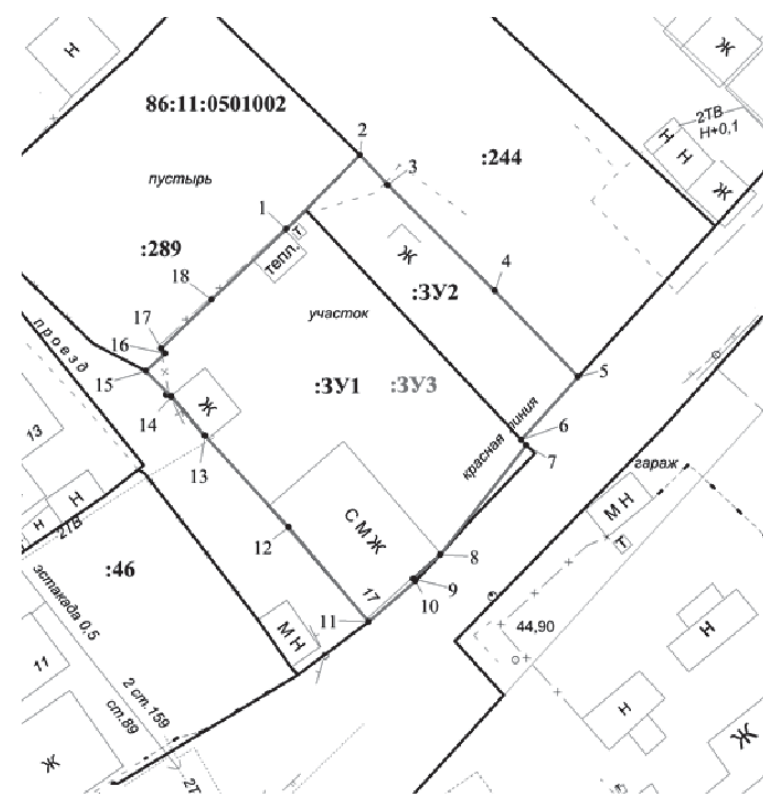 Н
Ж
86:11:0501002
2ТВ
Н+0,1
Н
Н
2
:244
3
пустырь
Ж
1
Т
тепл.
:289
Ж
4
18
:ЗУ2
участок
17
проезд
16
5
15
:ЗУ1
:ЗУ3
14
Ж
красная линия
6
13
13
7
гараж
Н
Н
2ТВ
МН
12
СМЖ
8
Т
:46
9
эстакада 0,5
17
10
11
44,90
МН
Н
11
2 ст.159
ст.89
Н
Ж
Ж
2Т